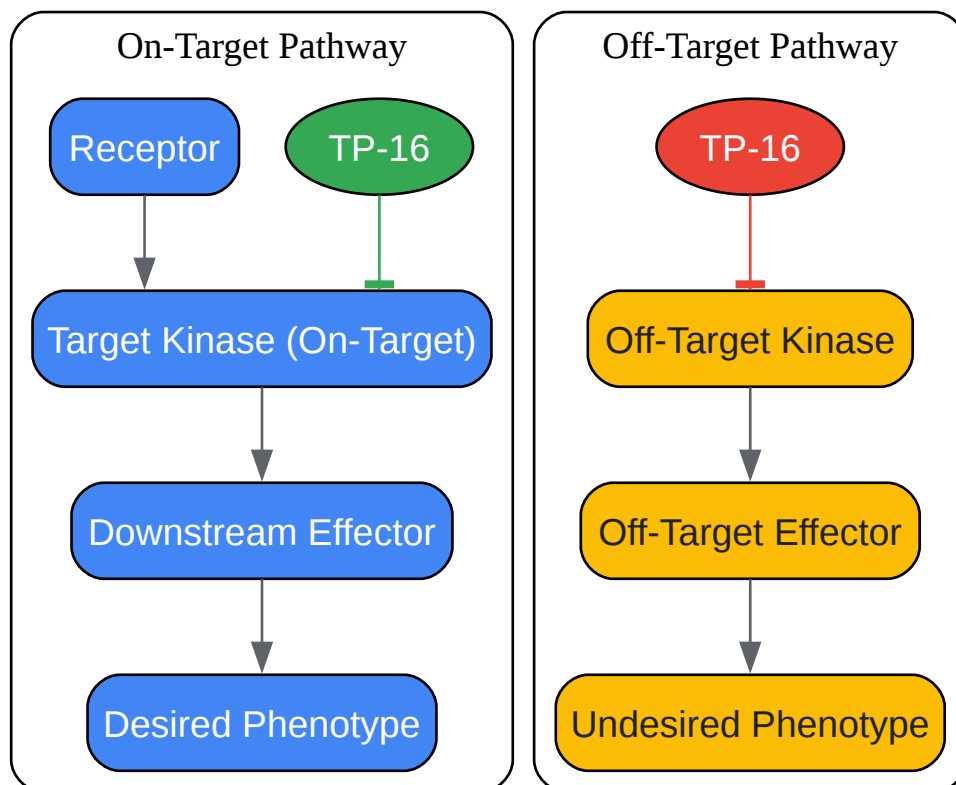 On-Target Pathway
Receptor
TP-16
Target Kinase (On-Target)
Downstream Effector
Desired Phenotype
Off-Target Pathway
TP-16
Off-Target Kinase
Off-Target Effector
Undesired Phenotype